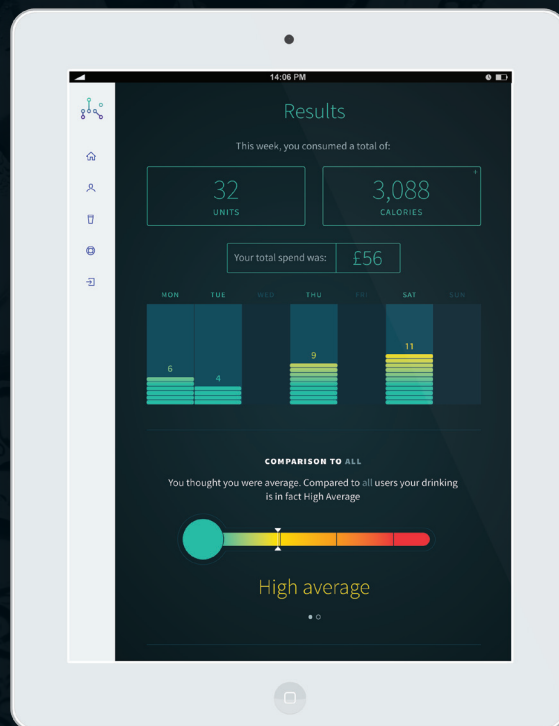 14:06 PM
Results
This week, you consumed a total of:
32
UNITS
3,088
CALORIES
+
Your total spend was: £56
MON TUE WED THU FRI SAT SUN
6 4 9 11
COMPARISON TO ALL
You thought you were average. Compared to all users your drinking
is in fact High Average
High average